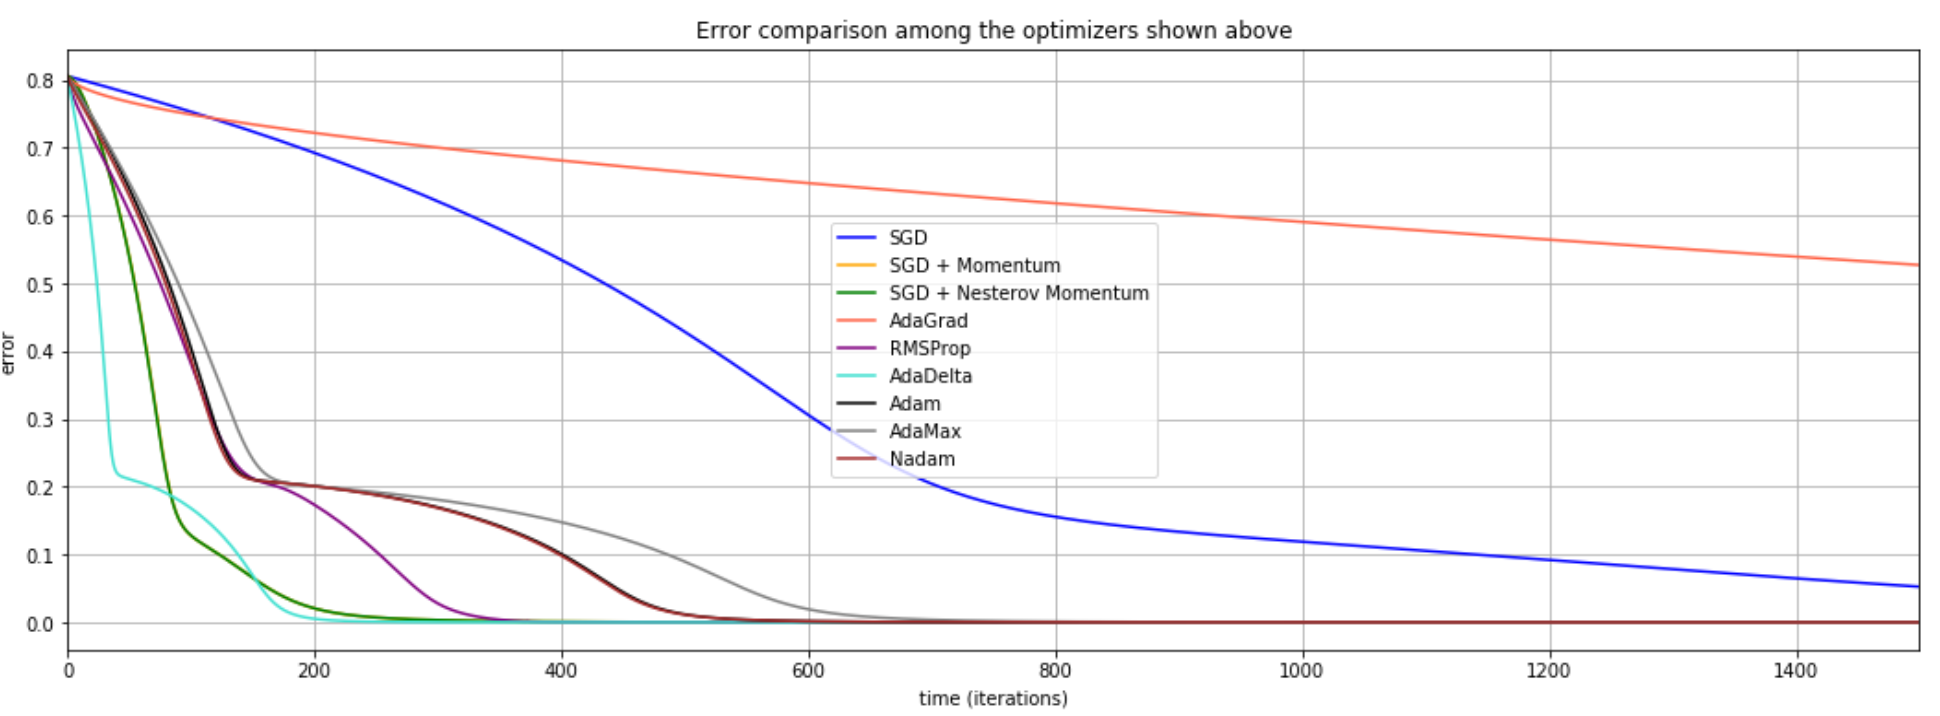 Error comparison among the optimizers shown above
0.8
0.7
0.6
0.5
0.4
0.3
0.2
0.1
0.0
error
SGD
SGD + Momentum
SGD + Nesterov Momentum
AdaGrad
RMSProp
AdaDelta
Adam
AdaMax
Nadam
0 200 400 600 800 1000 1200 1400
time (iterations)